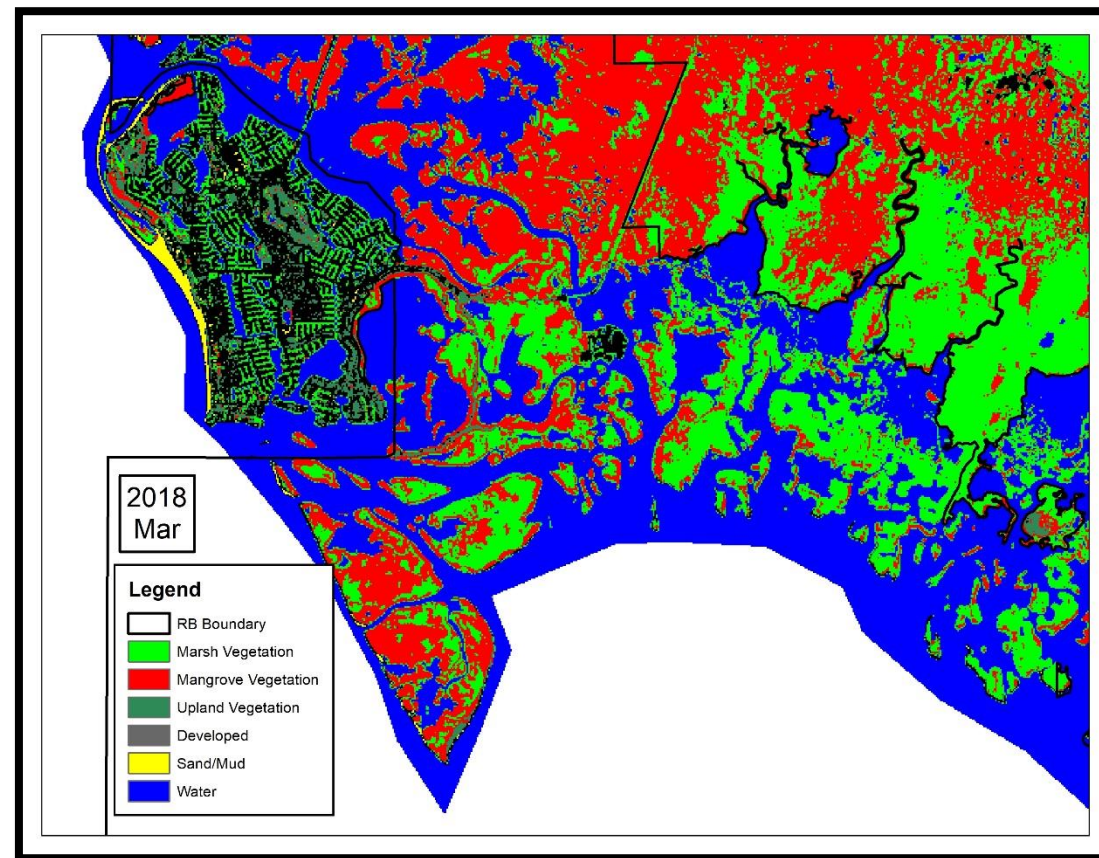 2018
Mar
Legend
RB Boundary
Marsh Vegetation
Mangrove Vegetation
Upland Vegetation
Developed
Sand/Mud
Water